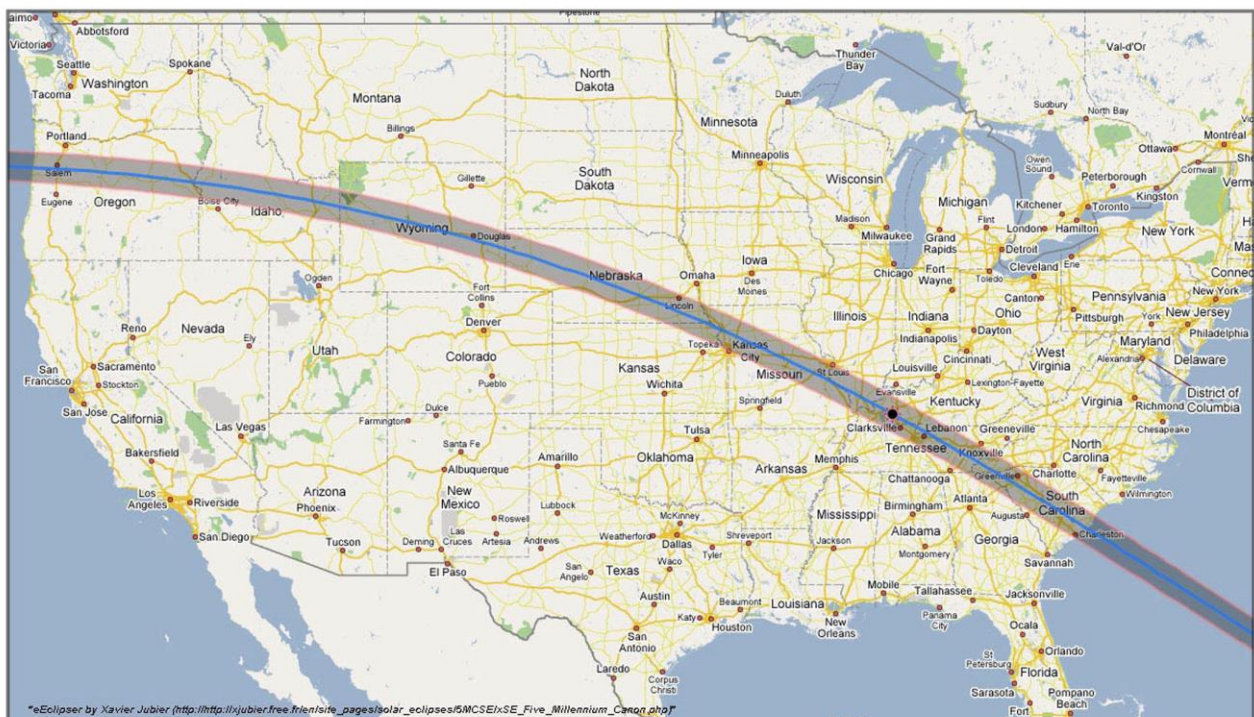 Pipestone
aimo
Abbotsford
Victoria
Seattle
Washington
Tacoma
Spokane
Montana
North
Dakota
Thunder
Bay
Val-d'Or
Duluth
Minnesota
Sudbury
North Bay
Portland
Billings
Ottawa
Montréal
Cornwall
Salem
Minneapolis
Owen
Sound
Peterborough
Kingston
Verm
Eugene
Oregon
Boise City
Idaho
Gillette
South
Dakota
Wisconsin
Michigan
Kitchener
Toronto
Wyoming
Douglas
Madison
Milwaukee
Grand
Rapids
Flint
London
Hamilton
New York
Ha
Mas
Detroit
Nebraska
Omaha
Iowa
Des
Moines
Chicago
Fort
Wayne
Toledo
Cleveland
Erie
Connec
Ogden
Fort
Collins
Lincoln
Canton
Pennsylvania
New York
Reno
Nevada
Ely
Utah
Denver
Illinois
Indiana
Indianapolis
Ohio
Dayton
Pittsburgh
York
New Jersey
Philadelphia
Sacramento
San
Francisco
Stockton
Colorado
Pueblo
Topeka
Kansas
City
Kansas
Missouri
St Louis
Cincinnati
West
Virginia
Maryland
Alexandria
Delaware
San Jose
California
Wichita
Evansville
Louisville
Lexington-Fayette
Kentucky
Virginia
Richmond
District of
Columbia
Las Vegas
Farmington
Dulce
Springfield
Clarksville
Lebanon
Greeneville
Chesapeake
Bakersfield
Santa Fe
Tulsa
Tennessee
Knoxville
North
Carolina
Los
Angeles
Riverside
Arizona
Phoenix
Albuquerque
New
Mexico
Amarillo
Oklahoma
Arkansas
Memphis
Chattanooga
Greenville
Charlotte
Fayetteville
Wilmington
San Diego
Tucson
Roswell
Lubbock
Mississippi
Birmingham
Atlanta
South
Carolina
Augusta
Deming
Las
Cruces
Artesia
Andrews
McKinney
Weatherford
Dallas
Tyler
Shreveport
Jackson
Alabama
Montgomery
Georgia
Charleston
Savannah
El Paso
San
Angelo
Texas
Waco
Austin
Louisiana
Mobile
Tallahassee
Jacksonville
Katy
Houston
Beaumont
New
Orleans
Panama
City
Ocala
San
Antonio
Orlando
St
Petersburg
Florida
Laredo
Corpus
Christi
Sarasota
Fort
Pompano
Beach
"eEclipser by Xavier Jubier (http://http://xjubier.free.fr/en/site_pages/solar_eclipses/5MCSE/xSE_Five_Millennium_Canon.php)"